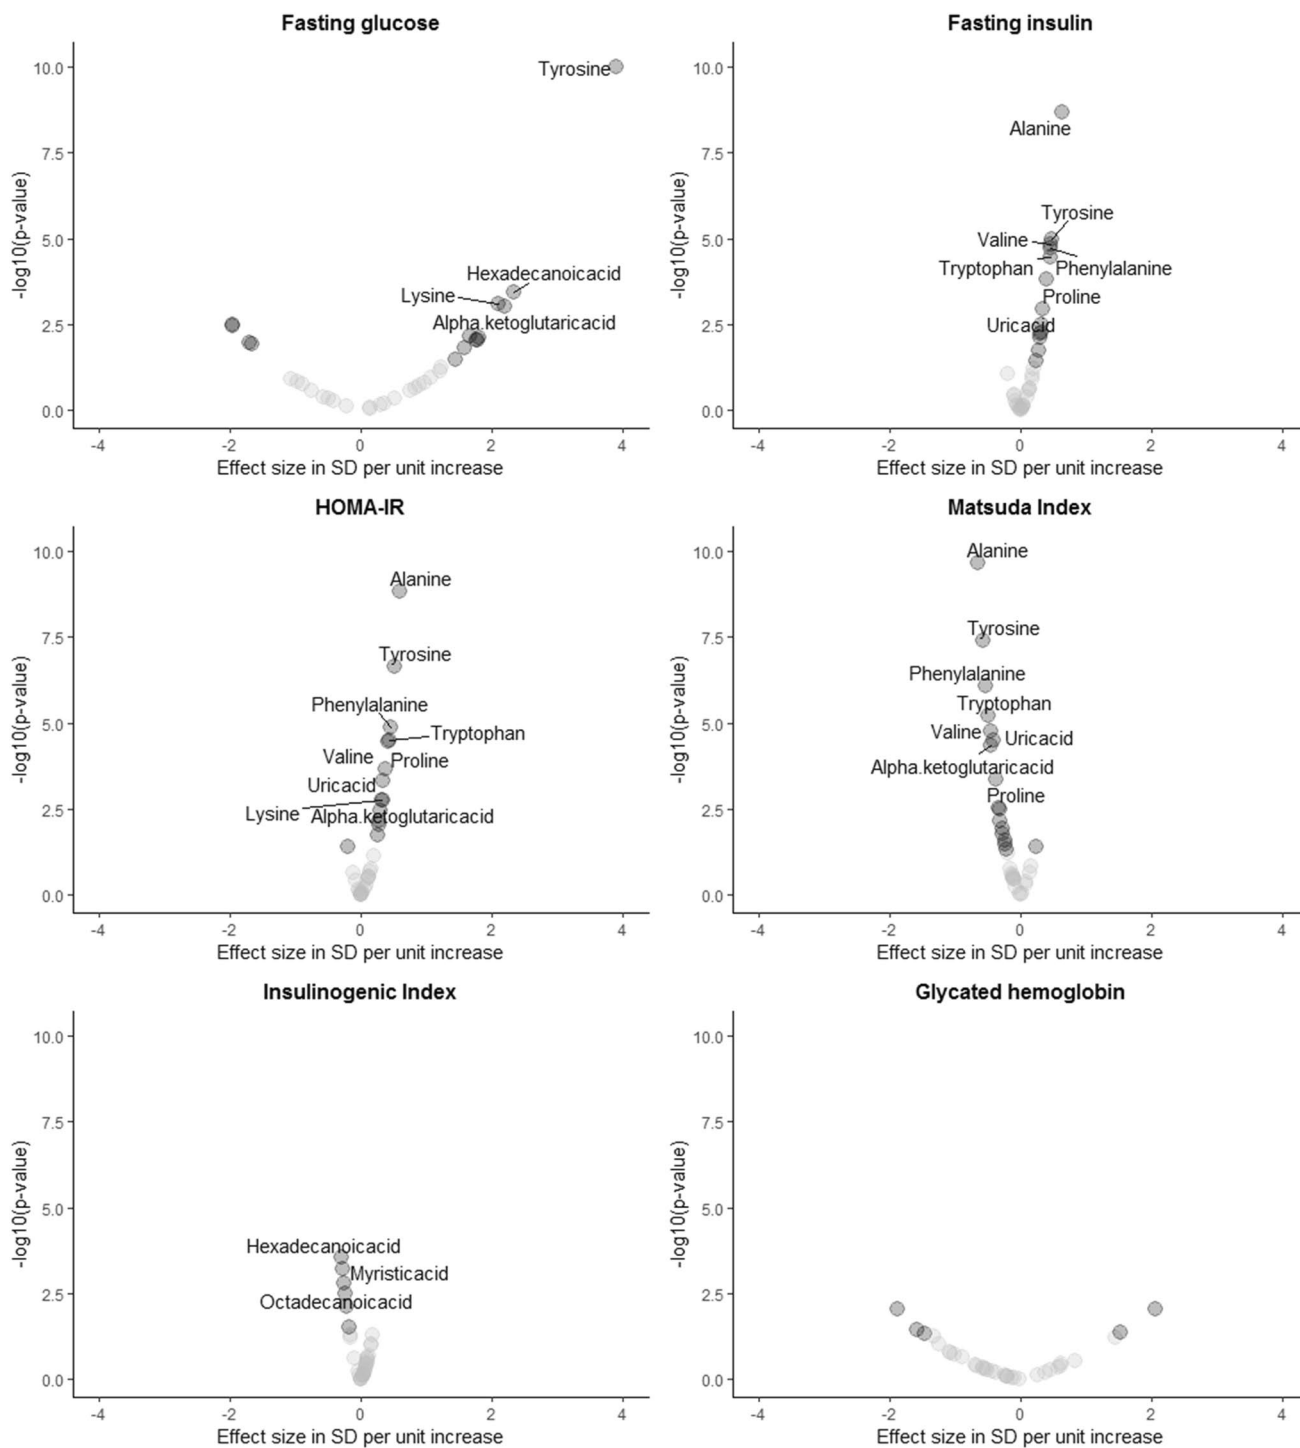 Fasting glucose
10.0
7.5
5.0
2.5
0.0
-log10(p-value)
Tyrosine
Hexadecanoicacid
Lysine
Alpha.ketoglutaricacid
-4
-2
0
2
4
Effect size in SD per unit increase
Fasting insulin
10.0
7.5
5.0
2.5
0.0
-log10(p-value)
Alanine
Tyrosine
Valine
Tryptophan
Phenylalanine
Proline
Uricacid
-4
-2
0
2
4
Effect size in SD per unit increase
HOMA-IR
10.0
7.5
5.0
2.5
0.0
-log10(p-value)
Alanine
Tyrosine
Phenylalanine
Tryptophan
Valine
Proline
Uricacid
Lysine
Alpha.ketoglutaricacid
-4
-2
0
2
4
Effect size in SD per unit increase
Matsuda Index
10.0
7.5
5.0
2.5
0.0
-log10(p-value)
Alanine
Tyrosine
Phenylalanine
Tryptophan
Valine
Uricacid
Alpha.ketoglutaricacid
Proline
-4
-2
0
2
4
Effect size in SD per unit increase
Insulinogenic Index
10.0
7.5
5.0
2.5
0.0
-log10(p-value)
Hexadecanoicacid
Myristicacid
Octadecanoicacid
-4
-2
0
2
4
Effect size in SD per unit increase
Glycated hemoglobin
10.0
7.5
5.0
2.5
0.0
-log10(p-value)
-4
-2
0
2
4
Effect size in SD per unit increase